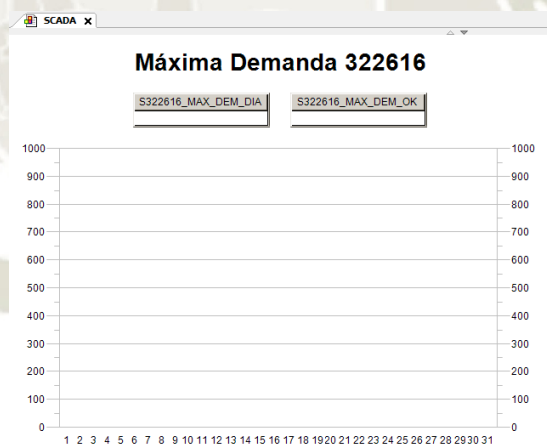 SCADA
Máxima Demanda 322616
S322616_MAX_DEM_DIA S322616_MAX_DEM_OK
1000 1000
900 900
800 800
700 700
600 600
500 500
400 400
300 300
200 200
100 100
0 0
1 2 3 4 5 6 7 8 9 10 11 12 13 14 15 16 17 18 19 20 21 22 23 24 25 26 27 28 29 30 31